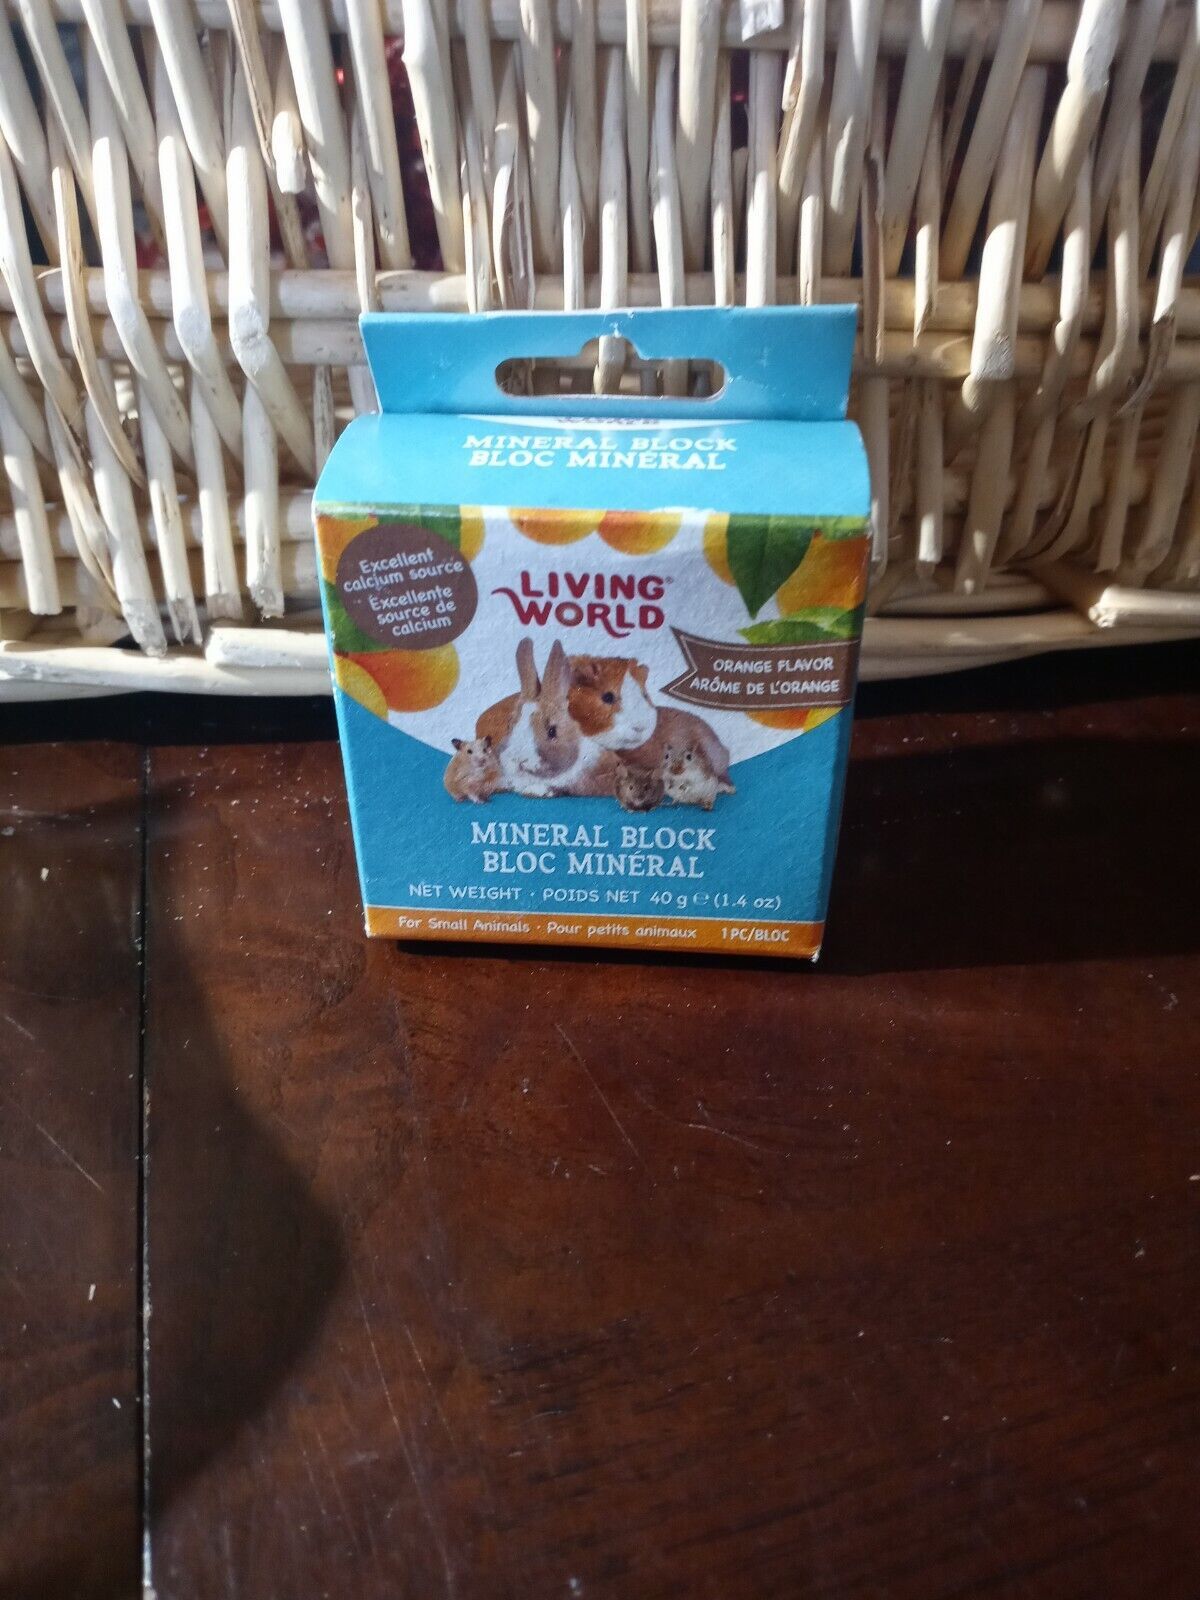 MINERAL BLOCK
BLOC MINÉRAL
Excellent
calcium source
Excellente
source de
calcium
LIVING®
WORLD
ORANGE FLAVOR
ARÔME DE L'ORANGE
MINERAL BLOCK
BLOC MINÉRAL
NET WEIGHT · POIDS NET 40 g ℮ (1.4 oz)
For Small Animals · Pour petits animaux 1 PC/BLOC